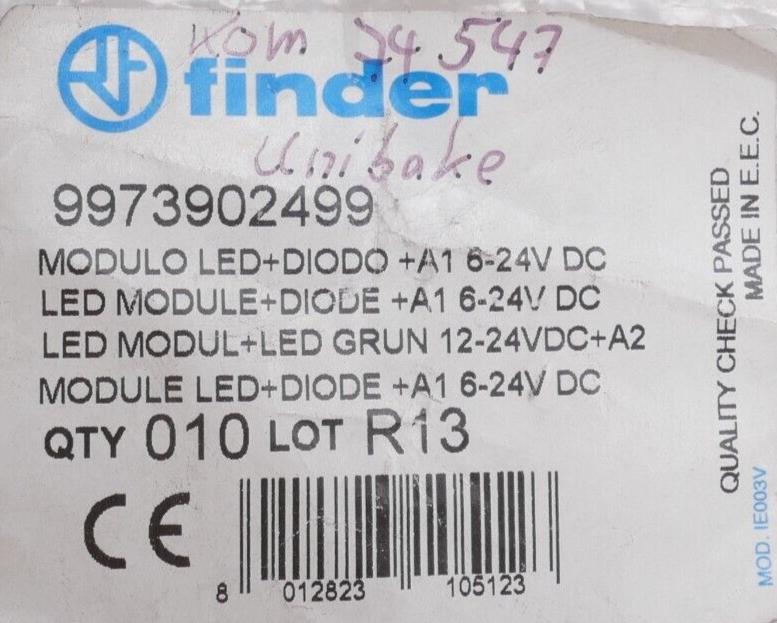 Kom 24 547
finder
Unibake
9973902499
MODULO LED+DIODO +A1 6-24V DC
LED MODULE+DIODE +A1 6-24V DC
LED MODUL+LED GRUN 12-24VDC+A2
MODULE LED+DIODE +A1 6-24V DC
QTY 010 LOT R13
CE
8 012823 105123
QUALITY CHECK PASSED
MADE IN E.E.C.
MOD. IE003V